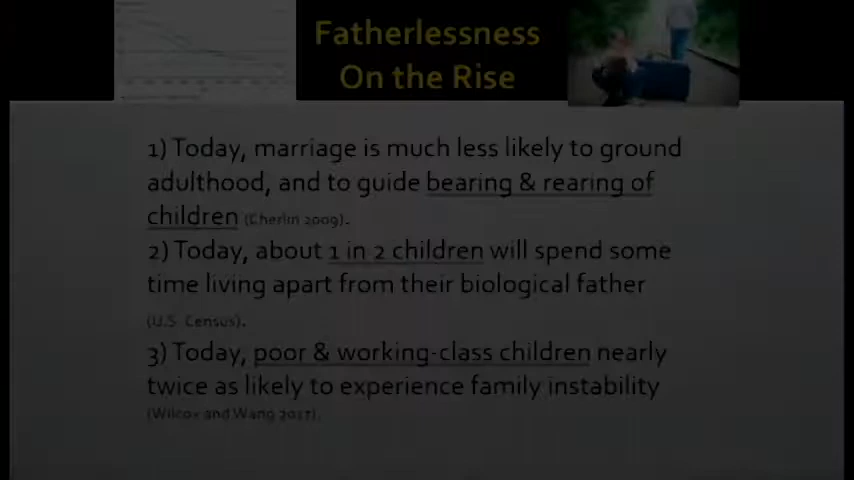 Fatherlessness
On the Rise
1) Today, marriage is much less likely to ground
adulthood, and to guide bearing & rearing of
children (Cherlin 2009).
2) Today, about 1 in 2 children will spend some
time living apart from their biological father
(U.S. Census).
3) Today, poor & working-class children nearly
twice as likely to experience family instability
(Wilcox and Wang 2017).